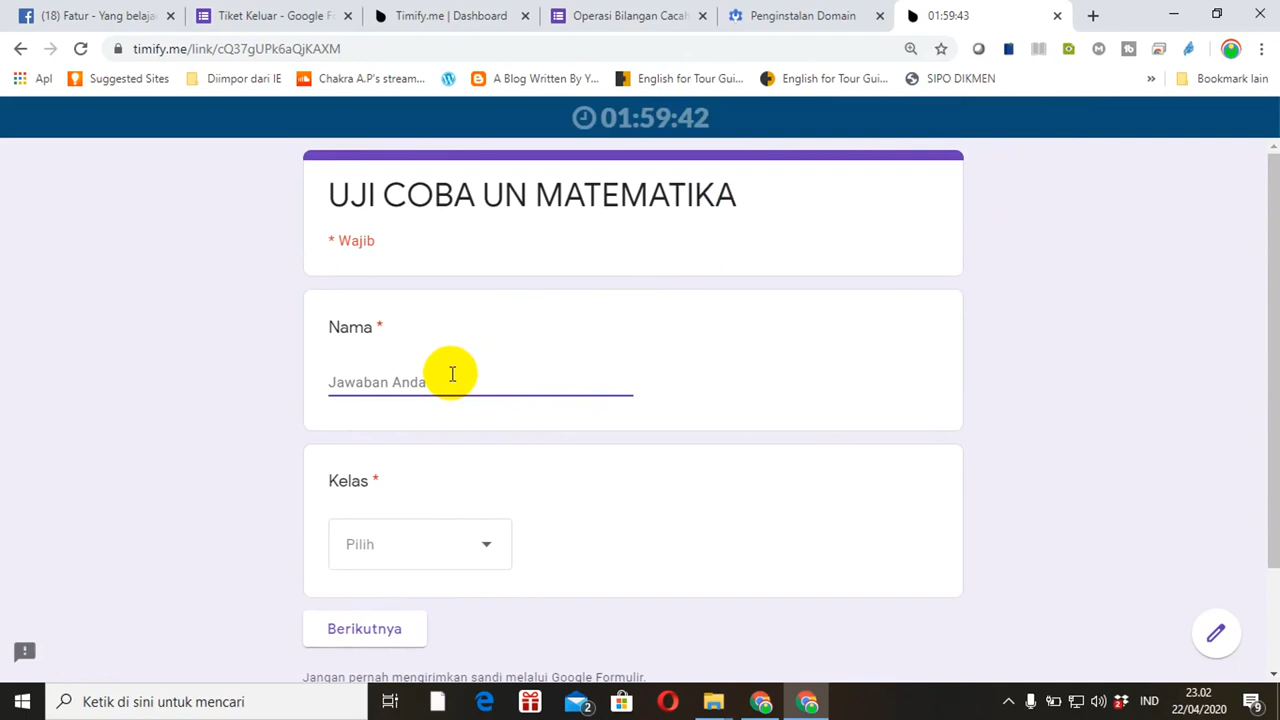 (18) Fatur - Yang belaja
Tiket Keluar - Google F
Timify.me | Dashboard
Operasi Bilangan Cacah
Penginstalan Domain
01:59:43
timify.me/link/cQ37gUPk6aQjKAXM
Apl
Suggested Sites
Diimpor dari IE
Chakra A.P's stream...
A Blog Written By Y...
English for Tour Gui...
English for Tour Gui...
SIPO DIKMEN
»
Bookmark lain
01:59:42
UJI COBA UN MATEMATIKA
* Wajib
Nama *
Jawaban Anda
Kelas *
Pilih
Berikutnya
Jangan pernah mengirimkan sandi melalui Google Formulir.
Ketik di sini untuk mencari
2
IND
23.02
22/04/2020
9